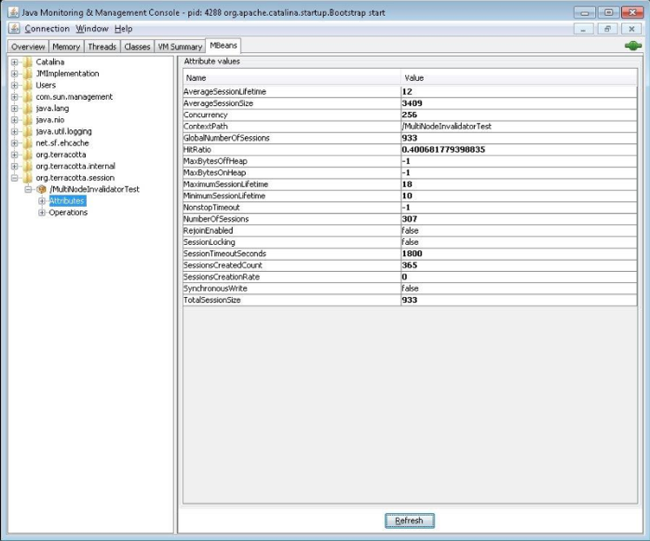 Java Monitoring & Management Console - pid: 4288 org.apache.catalina.startup.Bootstrap start
Connection Window Help
Overview Memory Threads Classes VM Summary MBeans
Catalina
JMImplementation
Users
com.sun.management
java.lang
java.nio
java.util.logging
net.sf.ehcache
org.terracotta
org.terracotta.internal
org.terracotta.session
/MultiNodeInvalidatorTest
Attributes
Operations
Attribute values
Name Value
AverageSessionLifetime 12
AverageSessionSize 3409
Concurrency 256
ContextPath /MultiNodeInvalidatorTest
GlobalNumberOfSessions 933
HitRatio 0.400681779398835
MaxBytesOffHeap -1
MaxBytesOnHeap -1
MaximumSessionLifetime 18
MinimumSessionLifetime 10
NonstopTimeout -1
NumberOfSessions 307
RejoinEnabled false
SessionLocking false
SessionTimeoutSeconds 1800
SessionsCreatedCount 365
SessionsCreationRate 0
SynchronousWrite false
TotalSessionSize 933
Refresh